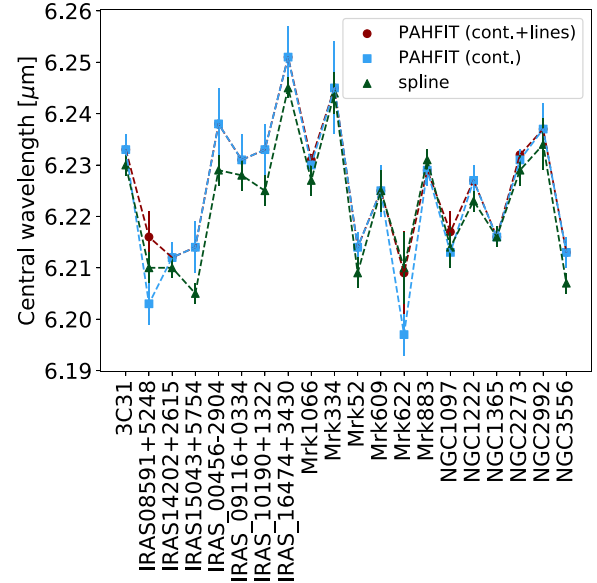 6.26
6.25
6.24
6.23
6.22
6.21
6.20
6.19
Central wavelength [μm]
PAHFIT (cont.+lines)
PAHFIT (cont.)
spline
3C31
IRAS08591+5248
IRAS14202+2615
IRAS15043+5754
IRAS_00456-2904
IRAS_09116+0334
IRAS_10190+1322
IRAS_16474+3430
Mrk1066
Mrk334
Mrk52
Mrk609
Mrk622
Mrk883
NGC1097
NGC1222
NGC1365
NGC2273
NGC2992
NGC3556